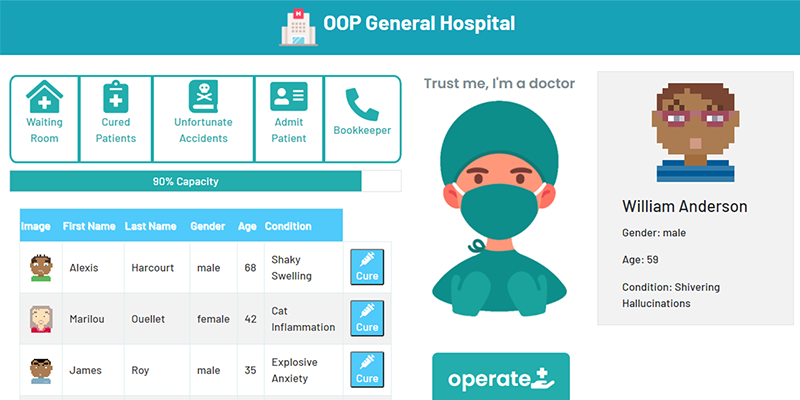 OOP General Hospital
Waiting
Room
Cured
Patients
Unfortunate
Accidents
Admit
Patient
Bookkeeper
90% Capacity
Image First Name Last Name Gender Age Condition
Alexis Harcourt male 68 Shaky
Swelling
Cure
Marilou Ouellet female 42 Cat
Inflammation
Cure
James Roy male 35 Explosive
Anxiety
Cure
Trust me, I'm a doctor
operate
William Anderson
Gender: male
Age: 59
Condition: Shivering
Hallucinations